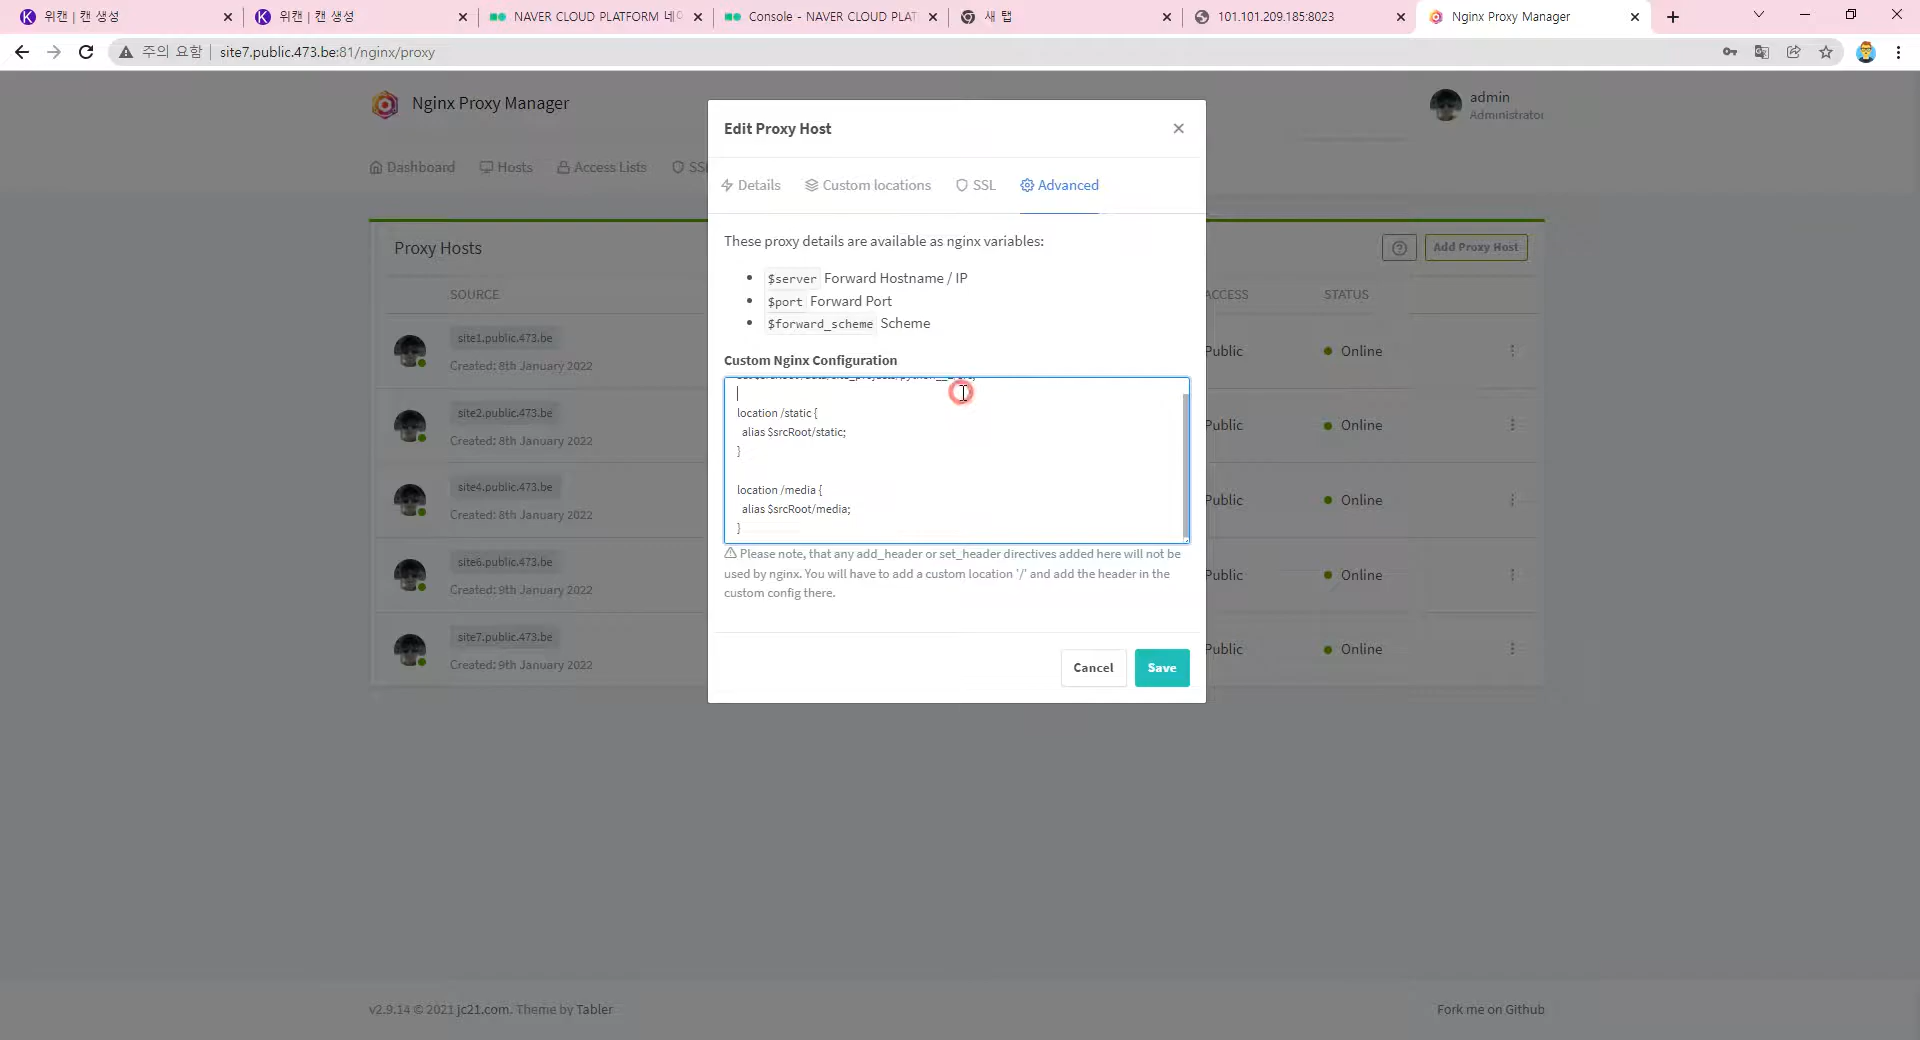 위캔 | 캔 생성
위캔 | 캔 생성
NAVER CLOUD PLATFORM 네이
Console - NAVER CLOUD PLAT
새 탭
101.101.209.185:8023
Nginx Proxy Manager
주의 요함
site7.public.473.be:81/nginx/proxy
Nginx Proxy Manager
admin
Administrator
Dashboard
Hosts
Access Lists
SSL
Edit Proxy Host
Details
Custom locations
SSL
Advanced
These proxy details are available as nginx variables:
$server Forward Hostname / IP
$port Forward Port
$forward_scheme Scheme
Custom Nginx Configuration
location /static {
alias $srcRoot/static;
}
location /media {
alias $srcRoot/media;
}
Please note, that any add_header or set_header directives added here will not be
used by nginx. You will have to add a custom location '/' and add the header in the
custom config there.
Cancel
Save
Proxy Hosts
Add Proxy Host
SOURCE
ACCESS
STATUS
site1.public.473.be
Created: 8th January 2022
Public
Online
site2.public.473.be
Created: 8th January 2022
Public
Online
site4.public.473.be
Created: 8th January 2022
Public
Online
site6.public.473.be
Created: 9th January 2022
Public
Online
site7.public.473.be
Created: 9th January 2022
Public
Online
v2.9.14 © 2021 jc21.com. Theme by Tabler
Fork me on Github